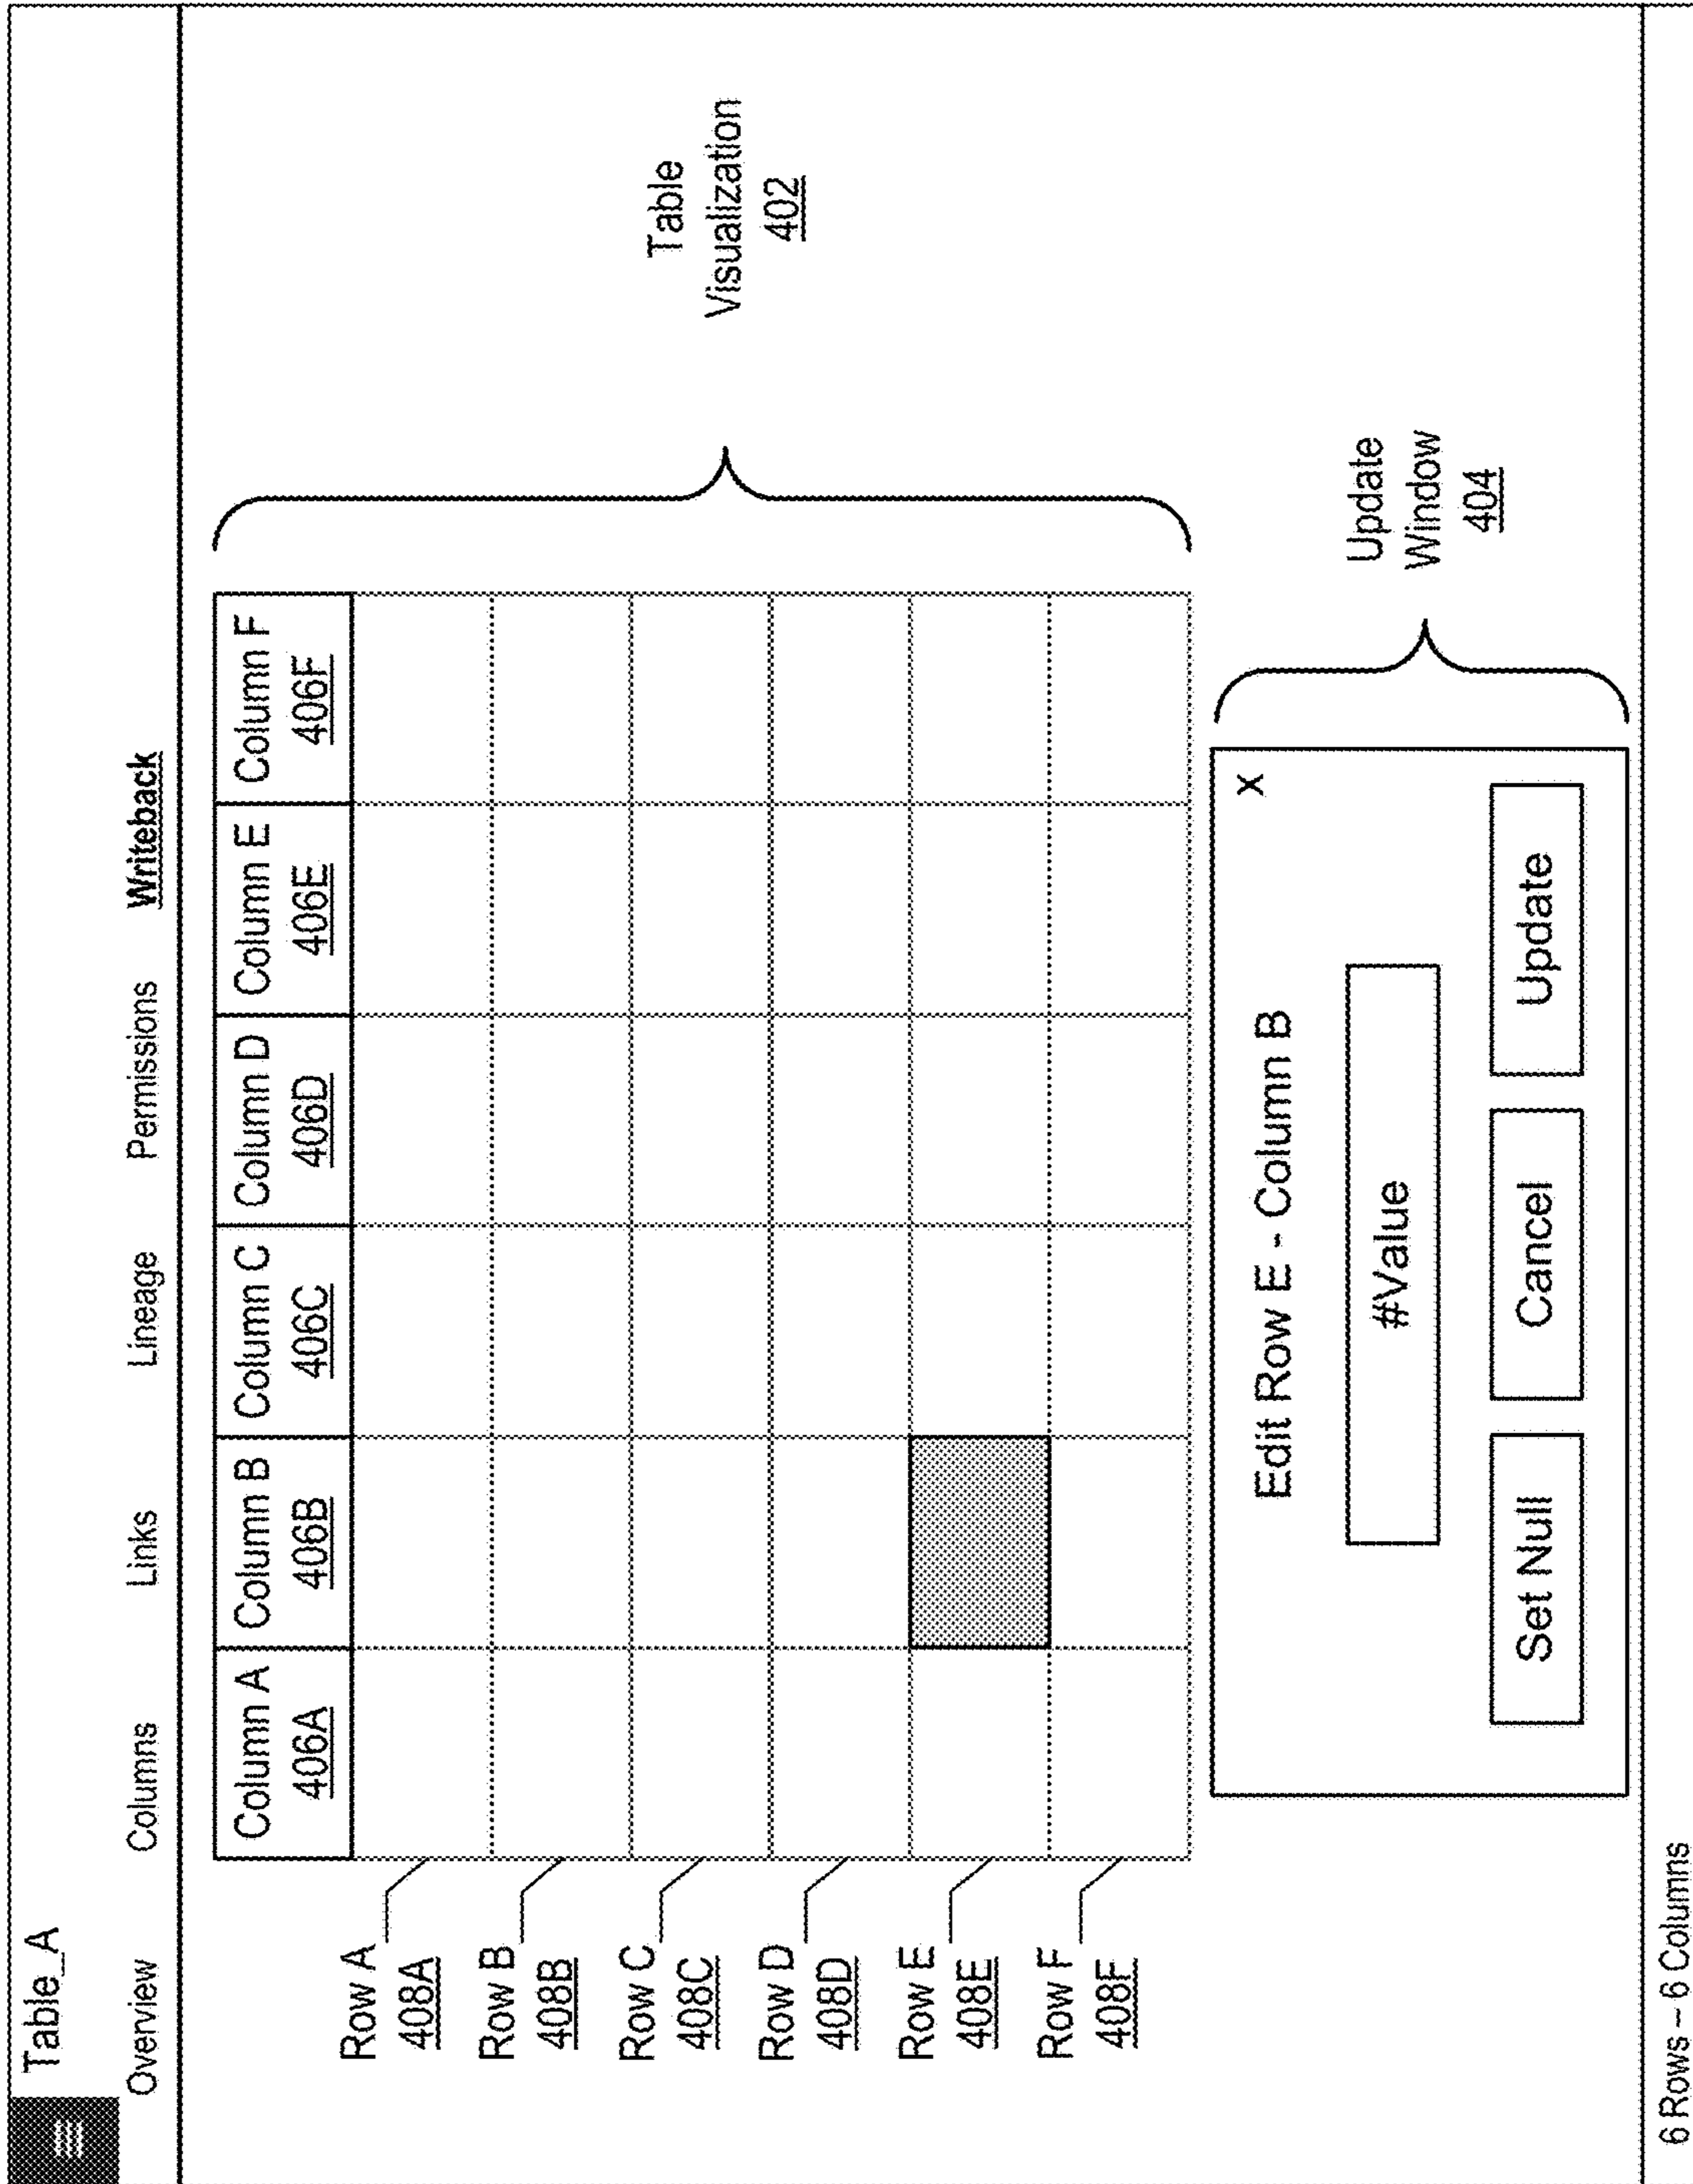 Table_A
Overview Columns Links Lineage Permissions Writeback
Column A Column B Column C Column D Column E Column F
406A 406B 406C 406D 406E 406F
Row A
408A
Row B
408B
Row C
408C
Row D
408D
Row E
408E
Row F
408F
Table
Visualization
402
X
Edit Row E - Column B
#Value
Set Null Cancel Update
Update
Window
404
6 Rows – 6 Columns